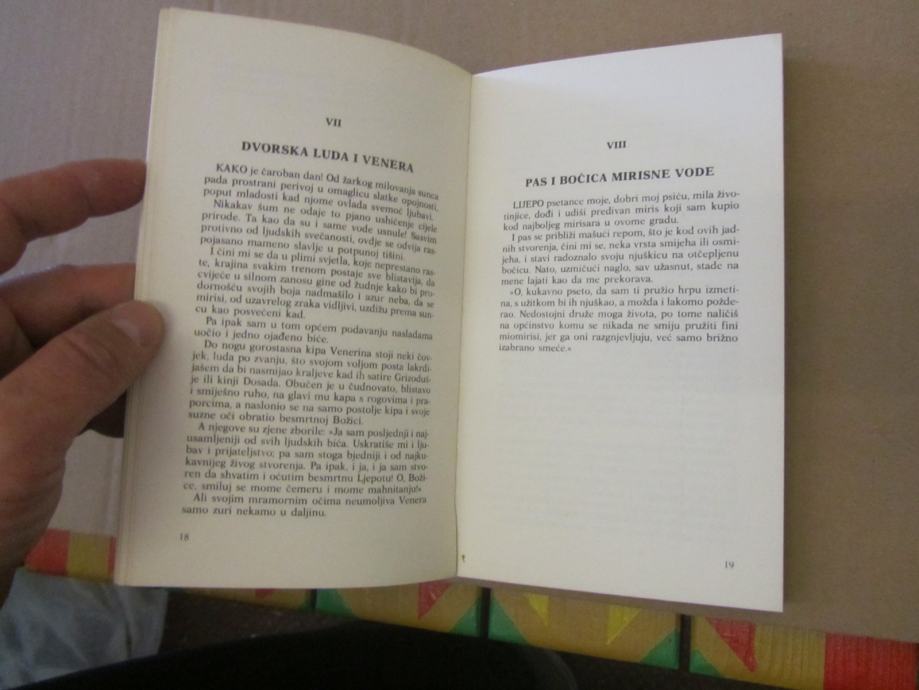 VII
DVORSKA LUDA I VENERA
KAKO je čaroban dan! Od žarkog milovanja sunca
pada prostrani perivoj u omaglicu slatke opojnosti,
poput mladosti kad njome ovlada svemoć ljubavi.
Nikakav šum ne odaje to pjano ushićenje cijele
prirode. Ta kao da su i same vode usnule! Sasvim
protivno od ljudskih svečanosti, ovdje se odvija ras-
pojasano mameno slavlje u potpunoj tišini.
I čini mi se da u plimi svjetla, koje neprestano ras-
te, krajina svakim trenom postaje sve blistavija, da
cvijeće u silnom zanosu gine od žudnje kako bi pro-
dornošću svojih boja nadmašilo i azur neba, da se
mirisi, od uzavrelog zraka vidljivi, uzdižu prema sun-
cu kao posvećeni kad.
Pa ipak sam u tom općem podavanju nasladama
uočio i jedno ojađeno biće.
Do nogu gorostasna kipa Venerina stoji neki čov-
jek, luda po zvanju, što svojom voljom posta lakrdi-
jašem da bi nasmijao kraljeve kad ih satire Grizodu-
je ili kinji Dosada. Obučen je u čudnovato, blistavo
i smiješno ruho, na glavi mu kapa s rogovima i pra-
porcima, a naslonio se na samo postolje kipa i svoje
suzne oči obratio besmrtnoj Božici.
A njegove su zjene zborile: »Ja sam posljednji i naj-
usamljeniji od svih ljudskih bića. Uskratiše mi i lju-
bav i prijateljstvo; pa sam stoga bjedniji i od najku-
kavnijeg živog stvorenja. Pa ipak, i ja, i ja sam stvo-
ren da shvatim i oćutim besmrtnu Ljepotu! O, Boži-
ce, smiluj se mome čemeru i mome mahnitanju!«
Ali svojim mramornim očima neumoljiva Venera
samo zuri nekamo u daljinu.
18
VIII
PAS I BOČICA MIRISNE VODE
LIJEPO psetance moje, dobri moj psiću, mila živo-
tinjice, dođi i udiši predivan miris koji sam kupio
kod najboljeg mirisara u ovome gradu.
I pas se približi mašući repom, što je kod ovih jad-
nih stvorenja, čini mi se, neka vrsta smijeha ili osmi-
jeha, i stavi radoznalo svoju njuškicu na otčepljenu
bočicu. Nato, uzmičući naglo, sav užasnut, stade na
mene lajati kao da me prekorava.
»O, kukavno pseto, da sam ti pružio hrpu izmeti-
na, s užitkom bi ih njuškao, a možda i lakomo požde-
rao. Nedostojni druže moga života, po tome naličiš
na općinstvo komu se nikada ne smiju pružiti fini
miomirisi, jer ga oni razgnjevljuju, već samo brižno
izabrano smeće.«
19